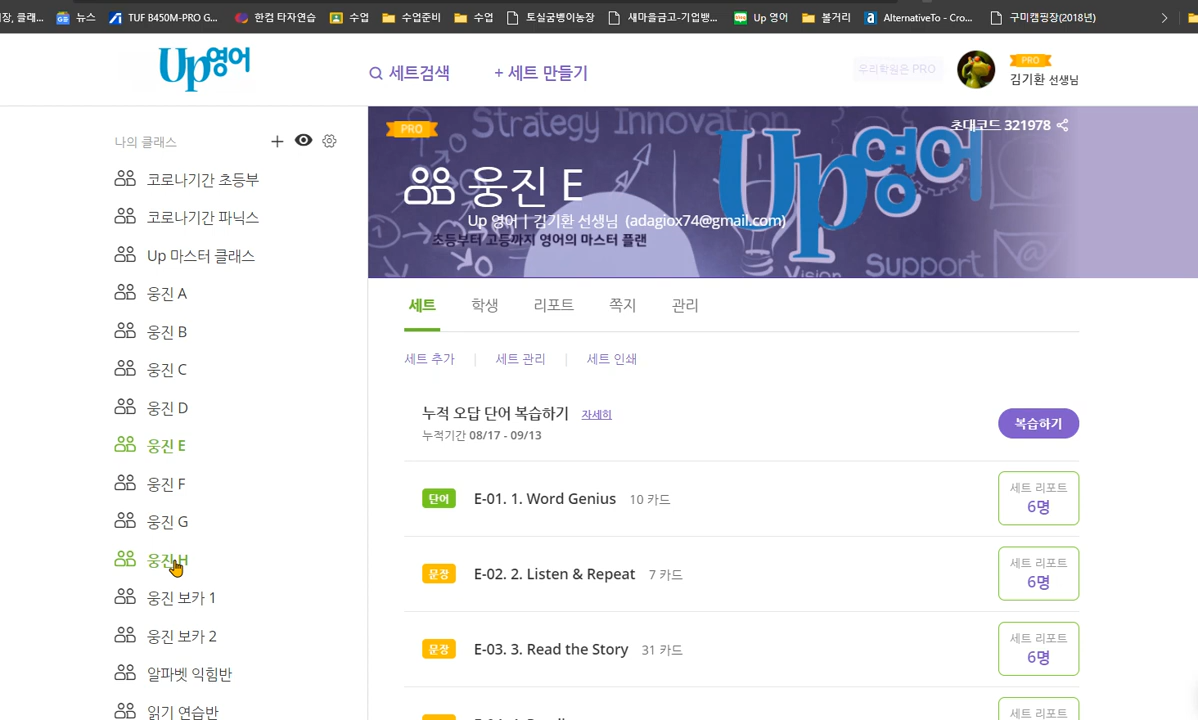 장, 클래...
뉴스
TUF B450M-PRO G...
한컴 타자연습
수업
수업준비
수업
토실굼벵이농장
새마을금고-기업뱅...
Up 영어
볼거리
AlternativeTo - Cro...
구미캠핑장(2018년)
Up영어
세트검색
+ 세트 만들기
우리학원은 PRO
PRO
김기환 선생님
나의 클래스
코로나기간 초등부
코로나기간 파닉스
Up 마스터 클래스
웅진 A
웅진 B
웅진 C
웅진 D
웅진 E
웅진 F
웅진 G
웅진 H
웅진 보카 1
웅진 보카 2
알파벳 익힘반
읽기 연습반
PRO
Strategy Innovation
초대코드 321978
웅진 E
Up영어
Up 영어 | 김기환 선생님 (adagiox74@gmail.com)
초등부터 고등까지 영어의 마스터 플랜
Vision
Support
세트
학생
리포트
쪽지
관리
세트 추가 | 세트 관리 | 세트 인쇄
누적 오답 단어 복습하기 자세히
누적기간 08/17 - 09/13
복습하기
단어 E-01. 1. Word Genius 10 카드
세트 리포트
6명
문장 E-02. 2. Listen & Repeat 7 카드
세트 리포트
6명
문장 E-03. 3. Read the Story 31 카드
세트 리포트
6명
세트 리포트